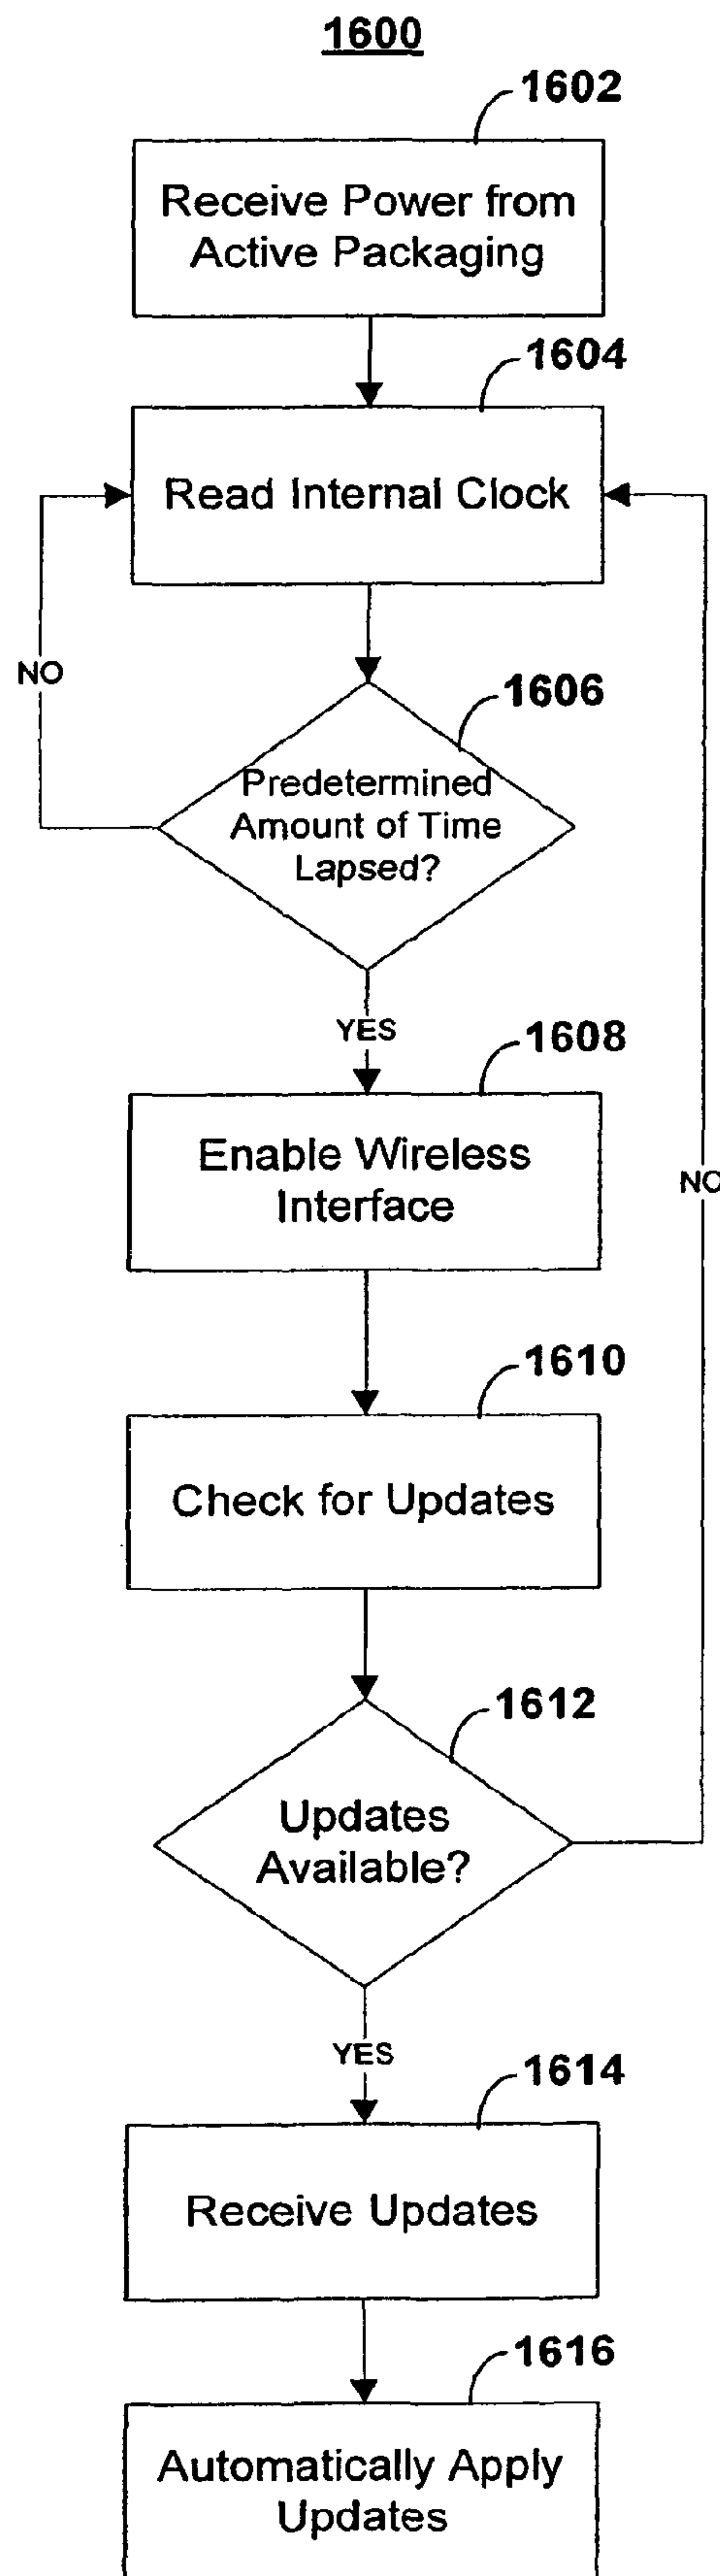 1600
1602
Receive Power from
Active Packaging
1604
Read Internal Clock
NO
1606
Predetermined
Amount of Time
Lapsed?
YES
1608
Enable Wireless
Interface
NO
1610
Check for Updates
1612
Updates
Available?
YES
1614
Receive Updates
1616
Automatically Apply
Updates